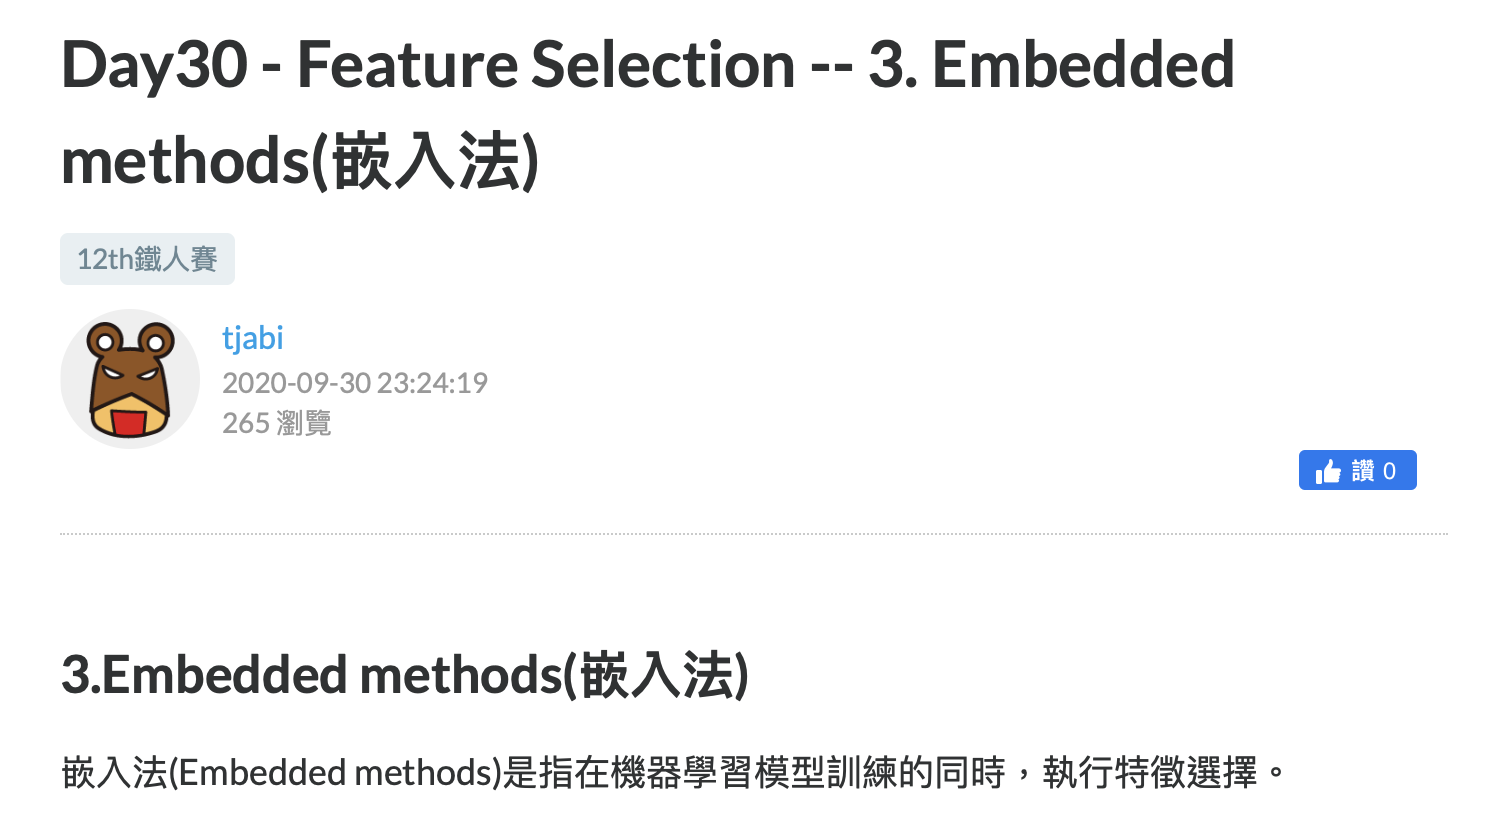 Day30 - Feature Selection -- 3. Embedded
methods(嵌入法)
12th鐵人賽
tjabi
2020-09-30 23:24:19
265 瀏覽
讚 0
3.Embedded methods(嵌入法)
嵌入法(Embedded methods)是指在機器學習模型訓練的同時，執行特徵選擇。